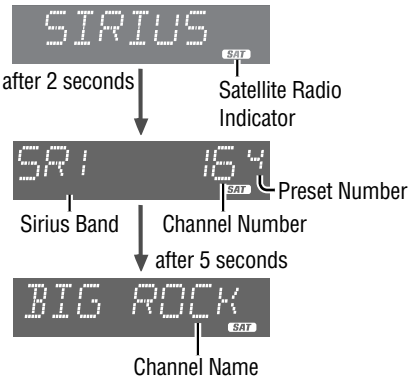 SIRIUS
SAT
after 2 seconds
Satellite Radio
Indicator
SR1 16 4
SAT
Preset Number
Sirius Band Channel Number
after 5 seconds
BIG ROCK
SAT
Channel Name